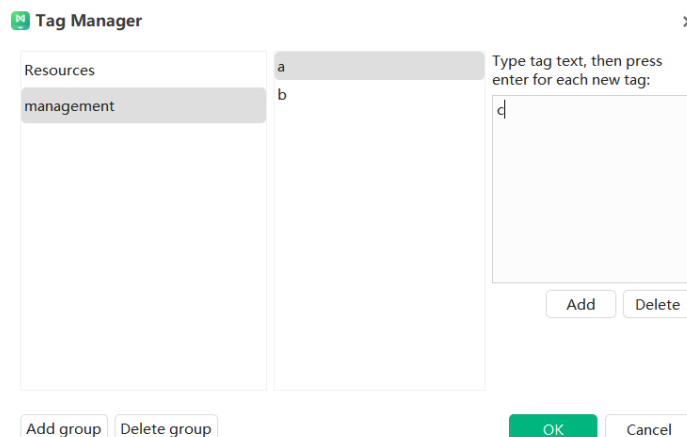 Tag Manager
Resources
management
a
b
Type tag text, then press
enter for each new tag:
c
Add
Delete
Add group
Delete group
OK
Cancel